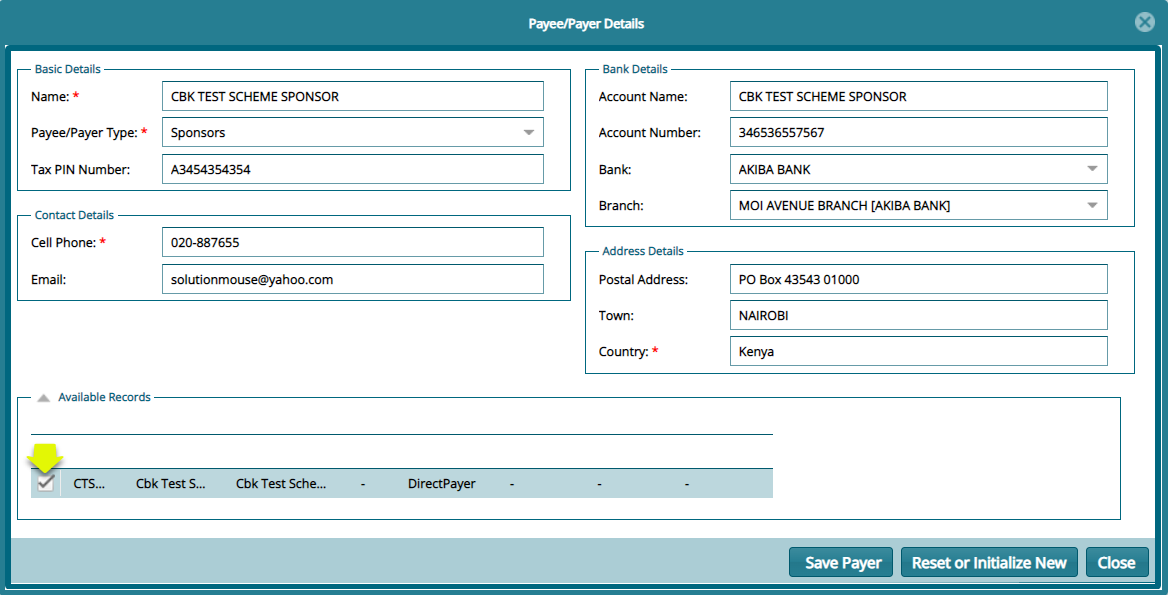 Payee/Payer Details
Basic Details
Name: *
CBK TEST SCHEME SPONSOR
Payee/Payer Type: *
Sponsors
Tax PIN Number:
A3454354354
Contact Details
Cell Phone: *
020-887655
Email:
solutionmouse@yahoo.com
Bank Details
Account Name:
CBK TEST SCHEME SPONSOR
Account Number:
346536557567
Bank:
AKIBA BANK
Branch:
MOI AVENUE BRANCH [AKIBA BANK]
Address Details
Postal Address:
PO Box 43543 01000
Town:
NAIROBI
Country: *
Kenya
Available Records
CTS... Cbk Test S... Cbk Test Sche... - DirectPayer - - -
Save Payer Reset or Initialize New Close